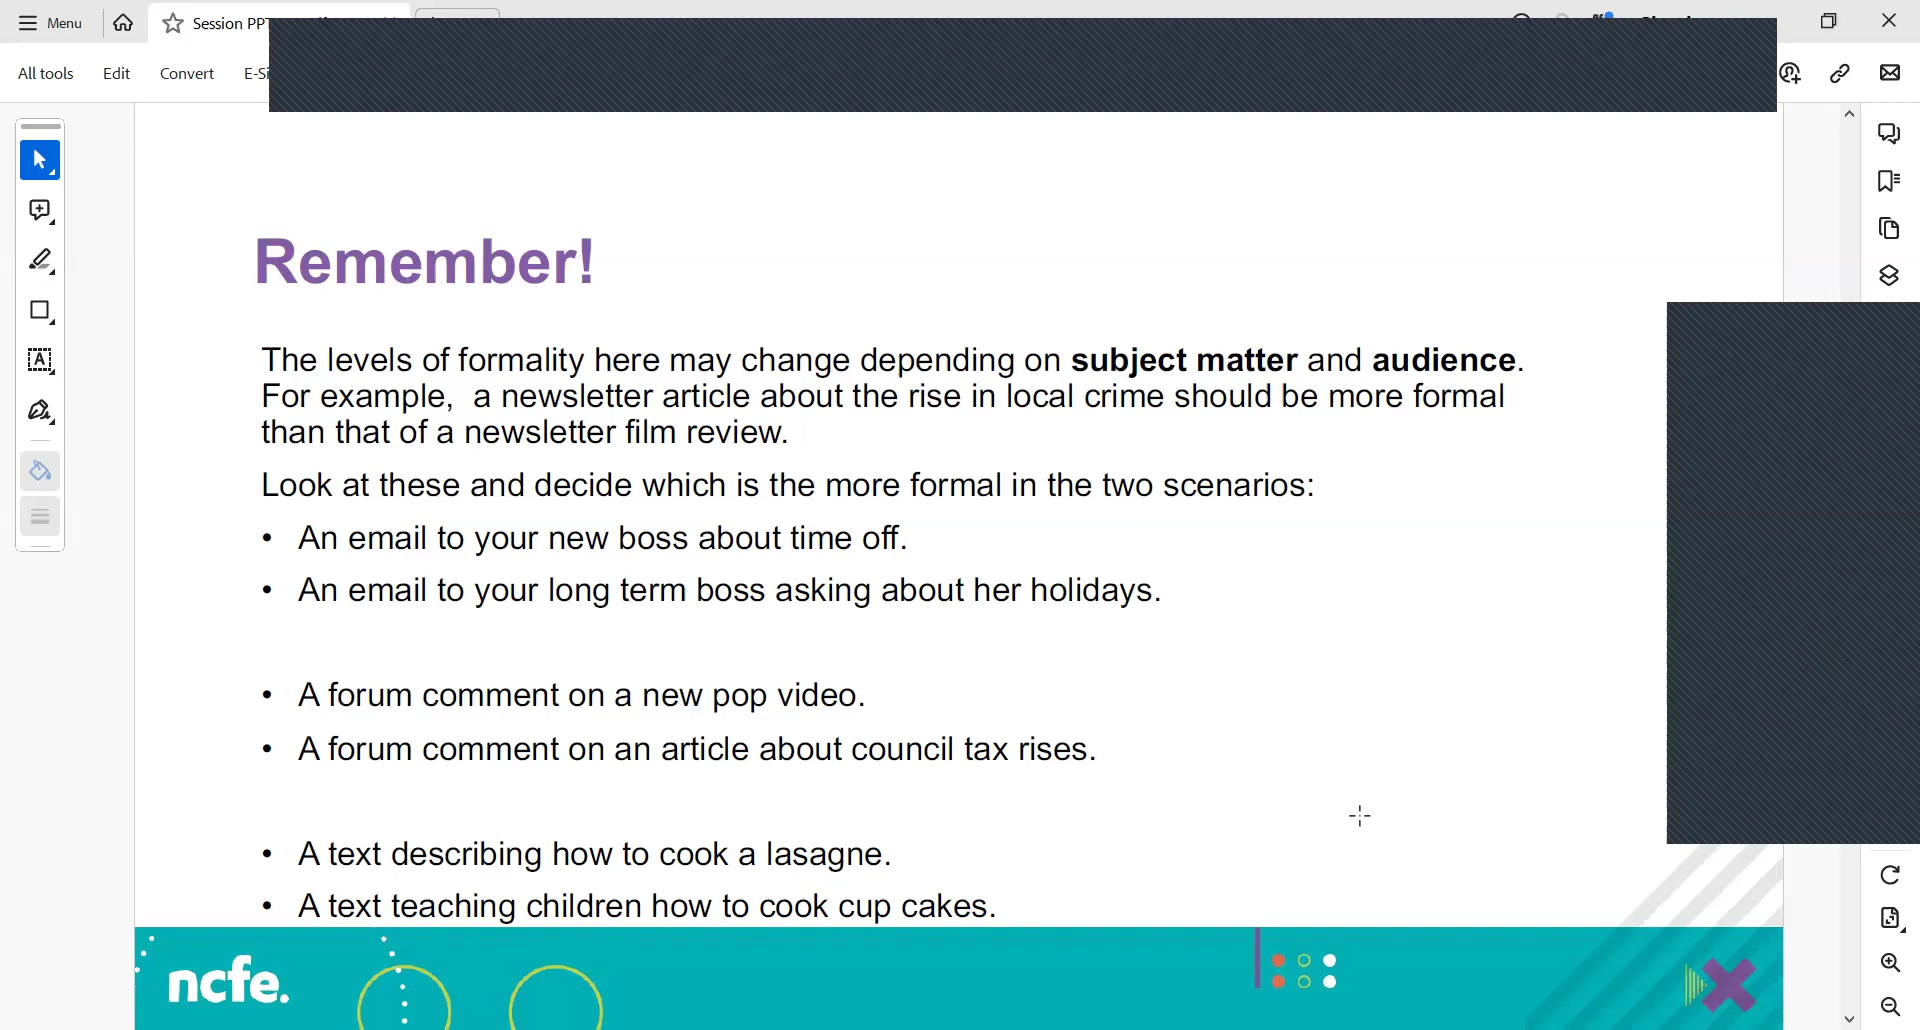 Menu
Session PPT
All tools
Edit
Convert
Remember!
The levels of formality here may change depending on subject matter and audience.
For example,  a newsletter article about the rise in local crime should be more formal
than that of a newsletter film review.
Look at these and decide which is the more formal in the two scenarios:
• An email to your new boss about time off.
• An email to your long term boss asking about her holidays.
• A forum comment on a new pop video.
• A forum comment on an article about council tax rises.
• A text describing how to cook a lasagne.
• A text teaching children how to cook cup cakes.
ncfe.